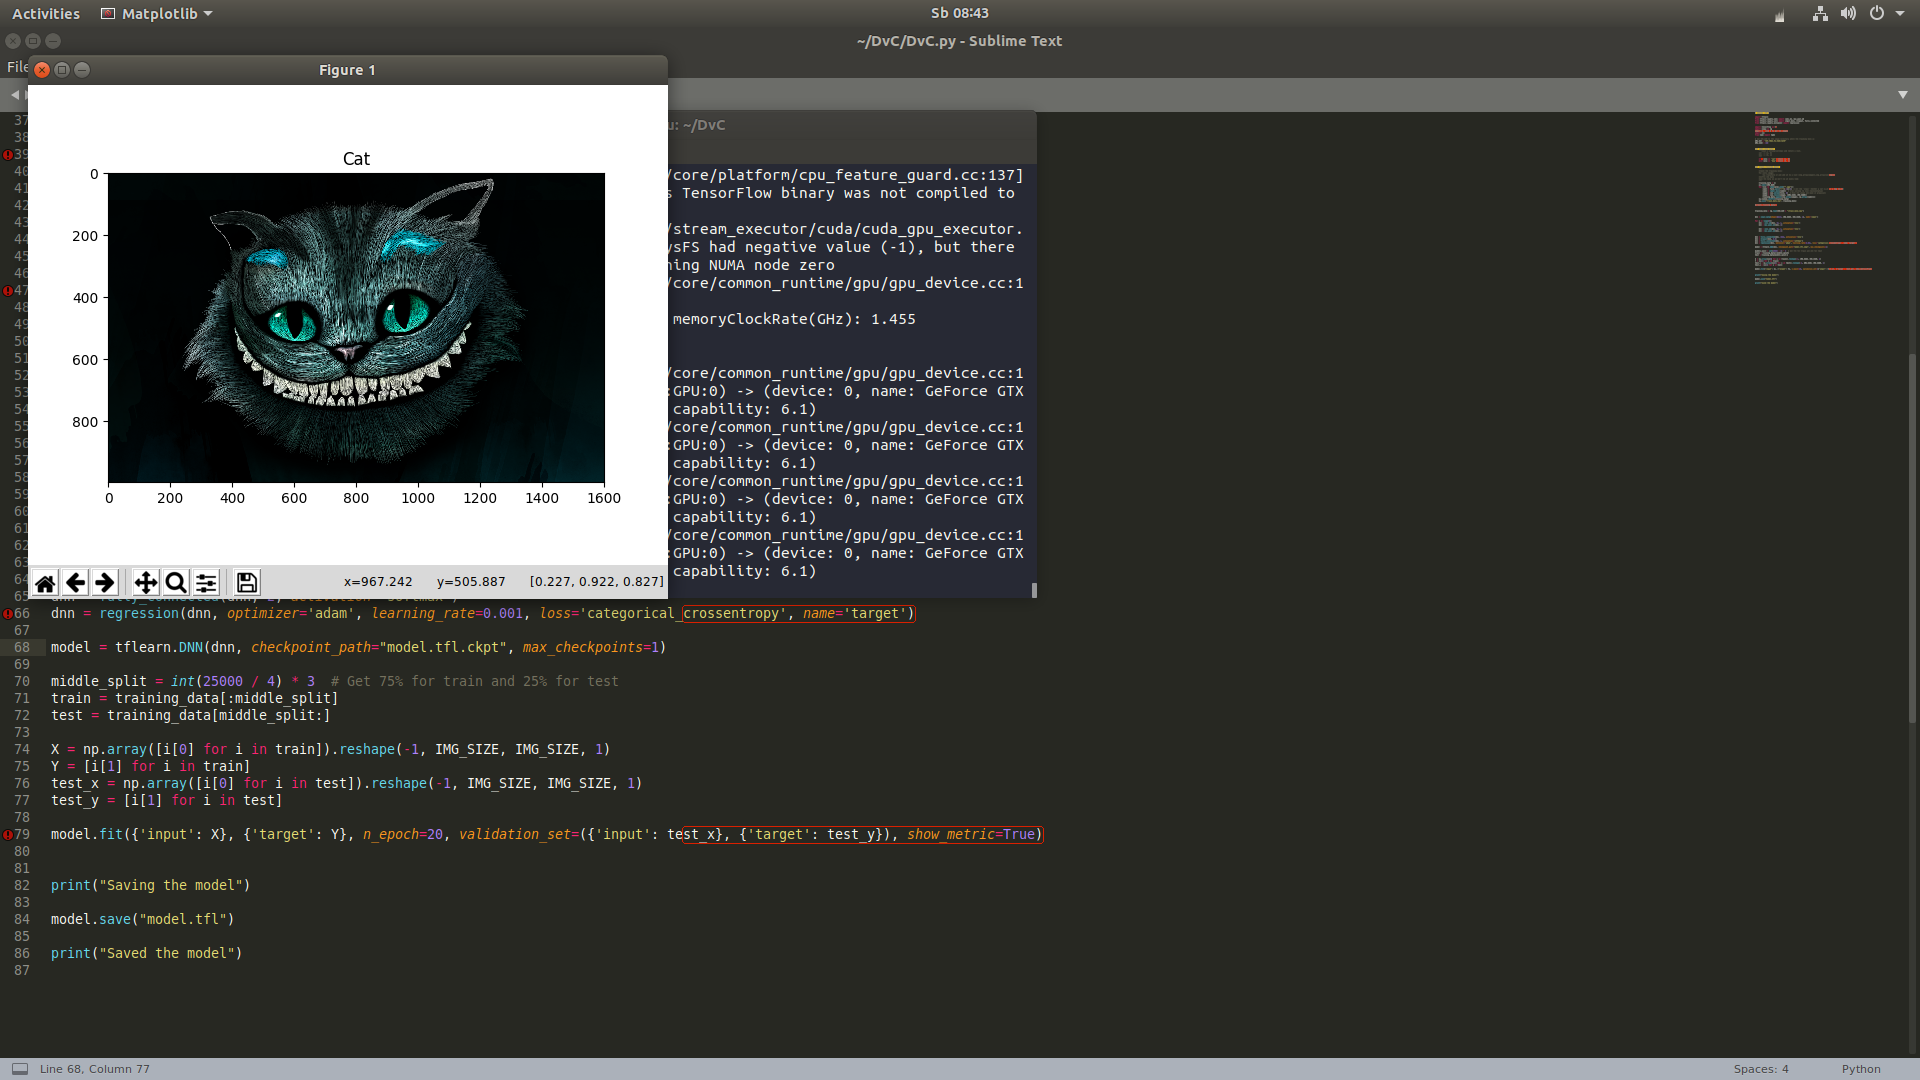 Activities Matplotlib Sb 08:43
~/DvC/DvC.py - Sublime Text
File
Figure 1
u: ~/DvC
Cat
0
200
400
600
800
0 200 400 600 800 1000 1200 1400 1600
x=967.242 y=505.887 [0.227, 0.922, 0.827]
/core/platform/cpu_feature_guard.cc:137]
s TensorFlow binary was not compiled to
/stream_executor/cuda/cuda_gpu_executor.
ysFS had negative value (-1), but there
ning NUMA node zero
/core/common_runtime/gpu/gpu_device.cc:1
memoryClockRate(GHz): 1.455
/core/common_runtime/gpu/gpu_device.cc:1
:GPU:0) -> (device: 0, name: GeForce GTX
capability: 6.1)
/core/common_runtime/gpu/gpu_device.cc:1
:GPU:0) -> (device: 0, name: GeForce GTX
capability: 6.1)
/core/common_runtime/gpu/gpu_device.cc:1
:GPU:0) -> (device: 0, name: GeForce GTX
capability: 6.1)
/core/common_runtime/gpu/gpu_device.cc:1
:GPU:0) -> (device: 0, name: GeForce GTX
capability: 6.1)
37
38
39
40
41
42
43
44
45
46
47
48
49
50
51
52
53
54
55
56
57
58
59
60
61
62
63
64
65
66 dnn = regression(dnn, optimizer='adam', learning_rate=0.001, loss='categorical_crossentropy', name='target')
67
68 model = tflearn.DNN(dnn, checkpoint_path="model.tfl.ckpt", max_checkpoints=1)
69
70 middle_split = int(25000 / 4) * 3  # Get 75% for train and 25% for test
71 train = training_data[:middle_split]
72 test = training_data[middle_split:]
73
74 X = np.array([i[0] for i in train]).reshape(-1, IMG_SIZE, IMG_SIZE, 1)
75 Y = [i[1] for i in train]
76 test_x = np.array([i[0] for i in test]).reshape(-1, IMG_SIZE, IMG_SIZE, 1)
77 test_y = [i[1] for i in test]
78
79 model.fit({'input': X}, {'target': Y}, n_epoch=20, validation_set=({'input': test_x}, {'target': test_y}), show_metric=True)
80
81
82 print("Saving the model")
83
84 model.save("model.tfl")
85
86 print("Saved the model")
87
Line 68, Column 77 Spaces: 4 Python